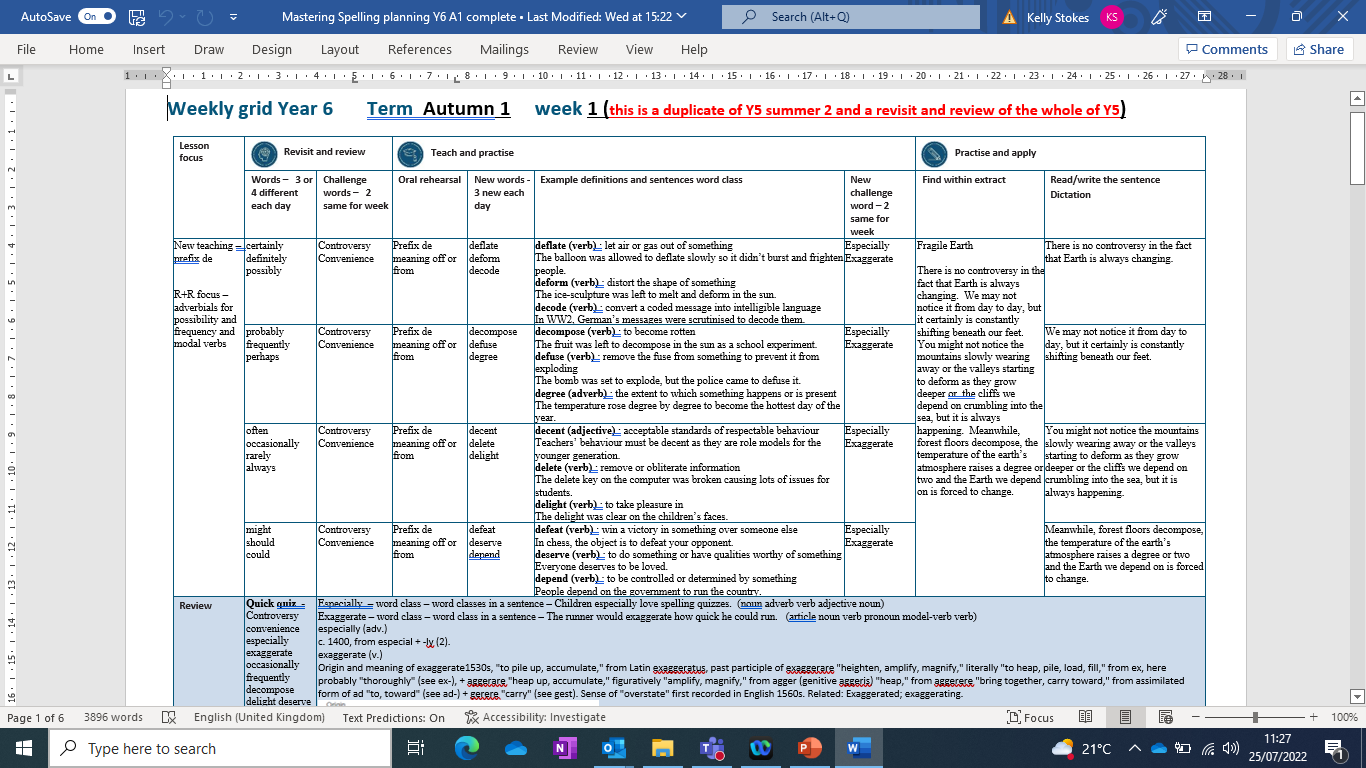 AutoSave On Mastering Spelling planning Y6 A1 complete • Last Modified: Wed at 15:22 Search (Alt+Q) Kelly Stokes KS
File Home Insert Draw Design Layout References Mailings Review View Help Comments Share
Weekly grid Year 6 Term Autumn 1 week 1 (this is a duplicate of Y5 summer 2 and a revisit and review of the whole of Y5)
Lesson
focus
Revisit and review
Teach and practise
Practise and apply
Words – 3 or
4 different
each day
Challenge
words – 2
same for week
Oral rehearsal
New words -
3 new each
day
Example definitions and sentences word class
New
challenge
word – 2
same for
week
Find within extract
Read/write the sentence
Dictation
New teaching –
prefix de
R+R focus –
adverbials for
possibility and
frequency and
modal verbs
certainly
definitely
possibly
Controversy
Convenience
Prefix de
meaning off or
from
deflate
deform
decode
deflate (verb) : let air or gas out of something
The balloon was allowed to deflate slowly so it didn't burst and frighten
people.
deform (verb) : distort the shape of something
The ice-sculpture was left to melt and deform in the sun.
decode (verb) : convert a coded message into intelligible language
In WW2, German's messages were scrutinised to decode them.
Especially
Exaggerate
Fragile Earth
There is no controversy in the
fact that Earth is always
changing. We may not
notice it from day to day, but
it certainly is constantly
shifting beneath our feet.
You might not notice the
mountains slowly wearing
away or the valleys starting
to deform as they grow
deeper or the cliffs we
depend on crumbling into the
sea, but it is always
happening. Meanwhile,
forest floors decompose, the
temperature of the earth's
atmosphere raises a degree or
two and the Earth we depend
on is forced to change.
There is no controversy in the fact
that Earth is always changing.
probably
frequently
perhaps
Controversy
Convenience
Prefix de
meaning off or
from
decompose
defuse
degree
decompose (verb) : to become rotten
The fruit was left to decompose in the sun as a school experiment.
defuse (verb) : remove the fuse from something to prevent it from
exploding
The bomb was set to explode, but the police came to defuse it.
degree (adverb) : the extent to which something happens or is present
The temperature rose degree by degree to become the hottest day of the
year.
Especially
Exaggerate
We may not notice it from day to
day, but it certainly is constantly
shifting beneath our feet.
often
occasionally
rarely
always
Controversy
Convenience
Prefix de
meaning off or
from
decent
delete
delight
decent (adjective) : acceptable standards of respectable behaviour
Teachers' behaviour must be decent as they are role models for the
younger generation.
delete (verb) : remove or obliterate information
The delete key on the computer was broken causing lots of issues for
students.
delight (verb) : to take pleasure in
The delight was clear on the children's faces.
Especially
Exaggerate
You might not notice the mountains
slowly wearing away or the valleys
starting to deform as they grow
deeper or the cliffs we depend on
crumbling into the sea, but it is
always happening.
might
should
could
Controversy
Convenience
Prefix de
meaning off or
from
defeat
deserve
depend
defeat (verb) : win a victory in something over someone else
In chess, the object is to defeat your opponent.
deserve (verb) : to do something or have qualities worthy of something
Everyone deserves to be loved.
depend (verb) : to be controlled or determined by something
People depend on the government to run the country.
Especially
Exaggerate
Meanwhile, forest floors decompose,
the temperature of the earth's
atmosphere raises a degree or two
and the Earth we depend on is forced
to change.
Review
Quick quiz -
Controversy
convenience
especially
exaggerate
occasionally
frequently
decompose
delight deserve
Especially – word class – word classes in a sentence – Children especially love spelling quizzes. (noun adverb verb adjective noun)
Exaggerate – word class – word class in a sentence – The runner would exaggerate how quick he could run. (article noun verb pronoun model-verb verb)
especially (adv.)
c. 1400, from especial + -ly (2).
exaggerate (v.)
Origin and meaning of exaggerate1530s, "to pile up, accumulate," from Latin exaggeratus, past participle of exaggerare "heighten, amplify, magnify," literally "to heap, pile, load, fill," from ex, here
probably "thoroughly" (see ex-), + aggerare "heap up, accumulate," figuratively "amplify, magnify," from agger (genitive aggeris) "heap," from aggerere "bring together, carry toward," from assimilated
form of ad "to, toward" (see ad-) + gerere "carry" (see gest). Sense of "overstate" first recorded in English 1560s. Related: Exaggerated; exaggerating.
Page 1 of 6 3896 words English (United Kingdom) Text Predictions: On Accessibility: Investigate Focus 100%
Type here to search 21°C 11:27
25/07/2022